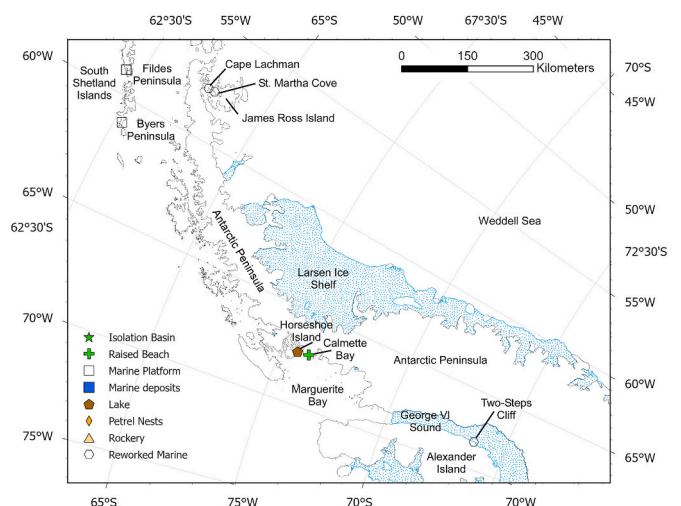 62°30'S 55°W 65°S 50°W 67°30'S 45°W
60°W
South
Shetland
Islands
Fildes
Peninsula
Byers
Peninsula
Cape Lachman
St. Martha Cove
James Ross Island
0 150 300
Kilometers
70°S
45°W
65°W
62°30'S
Antarctic Peninsula
Weddell Sea
50°W
72°30'S
Larsen Ice
Shelf
55°W
70°W
Horseshoe
Island
Calmette
Bay
Antarctic Peninsula
60°W
Marguerite
Bay
George VI
Sound
Two-Steps
Cliff
Alexander
Island
65°W
Isolation Basin
Raised Beach
Marine Platform
Marine deposits
Lake
Petrel Nests
Rockery
Reworked Marine
75°W
65°S 75°W 70°S 70°W